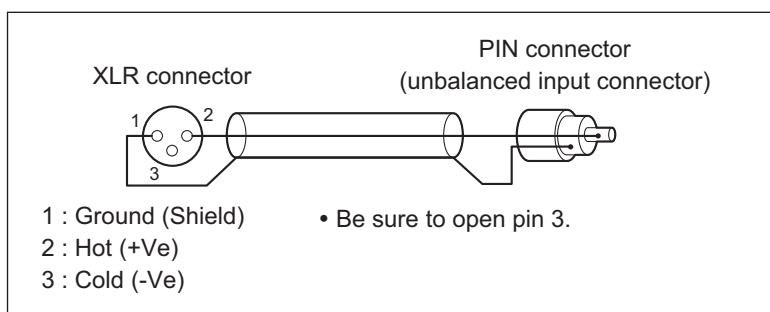 XLR connector
PIN connector
(unbalanced input connector)
1
2
3
1 : Ground (Shield)
2 : Hot (+Ve)
3 : Cold (-Ve)
• Be sure to open pin 3.